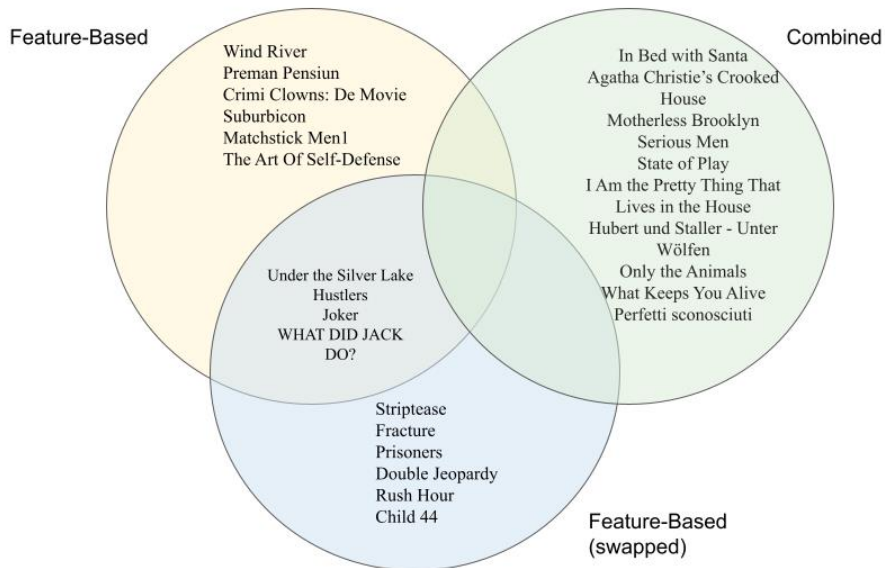 Feature-Based
Combined
Wind River
Preman Pensiun
Crimi Clowns: De Movie
Suburbicon
Matchstick Men1
The Art Of Self-Defense
In Bed with Santa
Agatha Christie’s Crooked
House
Motherless Brooklyn
Serious Men
State of Play
I Am the Pretty Thing That
Lives in the House
Hubert und Staller - Unter
Wölfen
Only the Animals
What Keeps You Alive
Perfetti sconosciuti
Under the Silver Lake
Hustlers
Joker
WHAT DID JACK
DO?
Striptease
Fracture
Prisoners
Double Jeopardy
Rush Hour
Child 44
Feature-Based
(swapped)